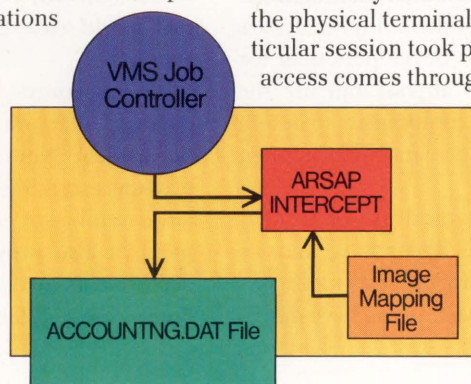 ations
the physical terminal
ticular session took p
access comes throug
VMS Job
Controller
ARSAP
INTERCEPT
Image
Mapping
File
ACCOUNTNG.DAT File